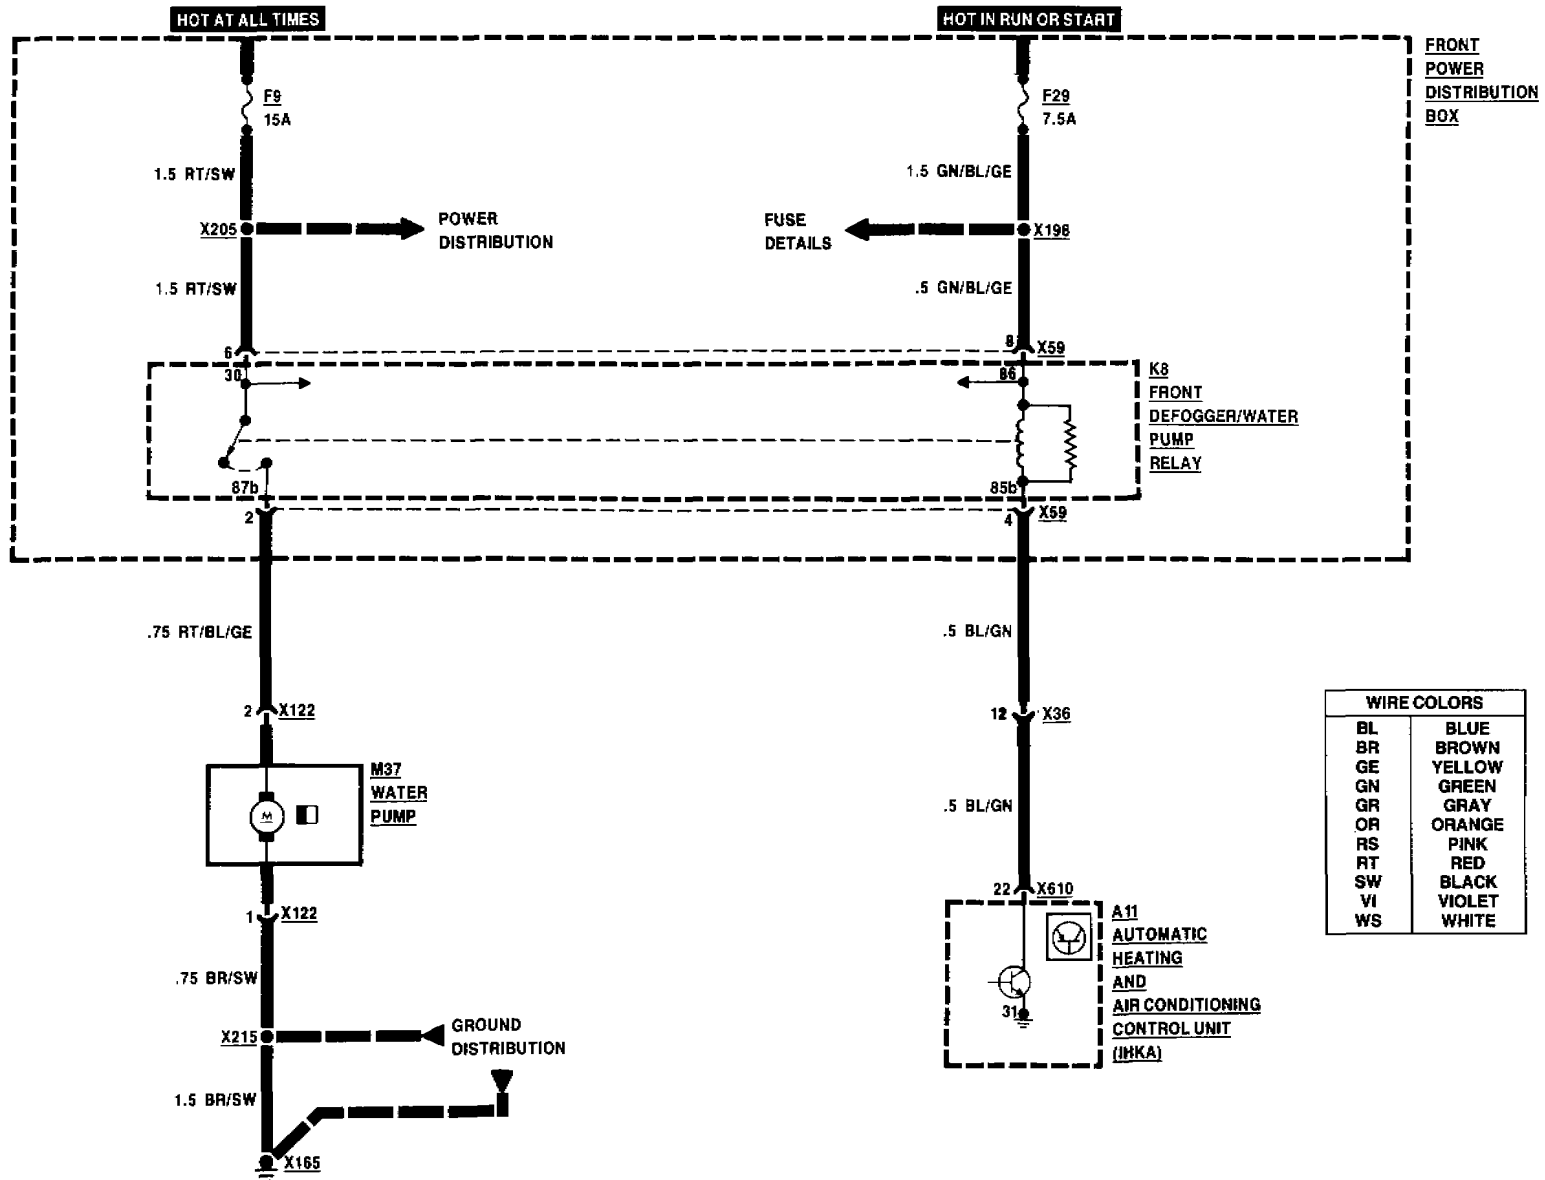 HOT AT ALL TIMES
HOT IN RUN OR START
FRONT
POWER
DISTRIBUTION
BOX
F9
15A
F29
7.5A
1.5 RT/SW
1.5 GN/BL/GE
X205
POWER
DISTRIBUTION
FUSE
DETAILS
X196
1.5 RT/SW
.5 GN/BL/GE
6
8
X59
30
86
K8
FRONT
DEFOGGER/WATER
PUMP
RELAY
87b
85b
2
4
X59
.75 RT/BL/GE
.5 BL/GN
2
X122
12
X36
M37
WATER
PUMP
M
.5 BL/GN
WIRE COLORS
BL BLUE
BR BROWN
GE YELLOW
GN GREEN
GR GRAY
OR ORANGE
RS PINK
RT RED
SW BLACK
VI VIOLET
WS WHITE
22
X610
1
X122
A11
AUTOMATIC
HEATING
AND
AIR CONDITIONING
CONTROL UNIT
(IHKA)
31
.75 BR/SW
X215
GROUND
DISTRIBUTION
1.5 BR/SW
X165